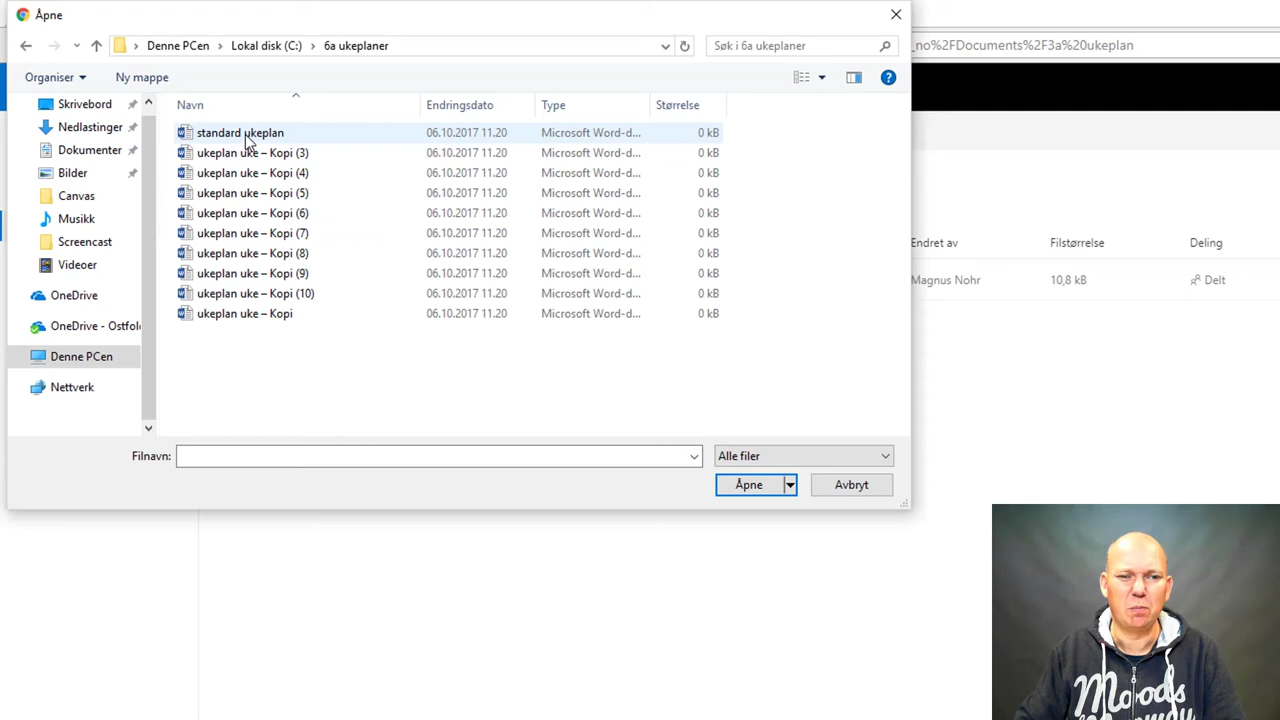 Åpne
Denne PCen > Lokal disk (C:) > 6a ukeplaner
Søk i 6a ukeplaner
_no%2FDocuments%2F3a%20ukeplan
Organiser
Ny mappe
Navn
Endringsdato
Type
Størrelse
Skrivebord
Nedlastinger
Dokumenter
Bilder
Canvas
Musikk
Screencast
Videoer
OneDrive
OneDrive - Ostfol
Denne PCen
Nettverk
standard ukeplan 06.10.2017 11.20 Microsoft Word-d... 0 kB
ukeplan uke – Kopi (3) 06.10.2017 11.20 Microsoft Word-d... 0 kB
ukeplan uke – Kopi (4) 06.10.2017 11.20 Microsoft Word-d... 0 kB
ukeplan uke – Kopi (5) 06.10.2017 11.20 Microsoft Word-d... 0 kB
ukeplan uke – Kopi (6) 06.10.2017 11.20 Microsoft Word-d... 0 kB
ukeplan uke – Kopi (7) 06.10.2017 11.20 Microsoft Word-d... 0 kB
ukeplan uke – Kopi (8) 06.10.2017 11.20 Microsoft Word-d... 0 kB
ukeplan uke – Kopi (9) 06.10.2017 11.20 Microsoft Word-d... 0 kB
ukeplan uke – Kopi (10) 06.10.2017 11.20 Microsoft Word-d... 0 kB
ukeplan uke – Kopi 06.10.2017 11.20 Microsoft Word-d... 0 kB
Endret av
Filstørrelse
Deling
Magnus Nohr
10,8 kB
Delt
Filnavn:
Alle filer
Åpne
Avbryt
Moods